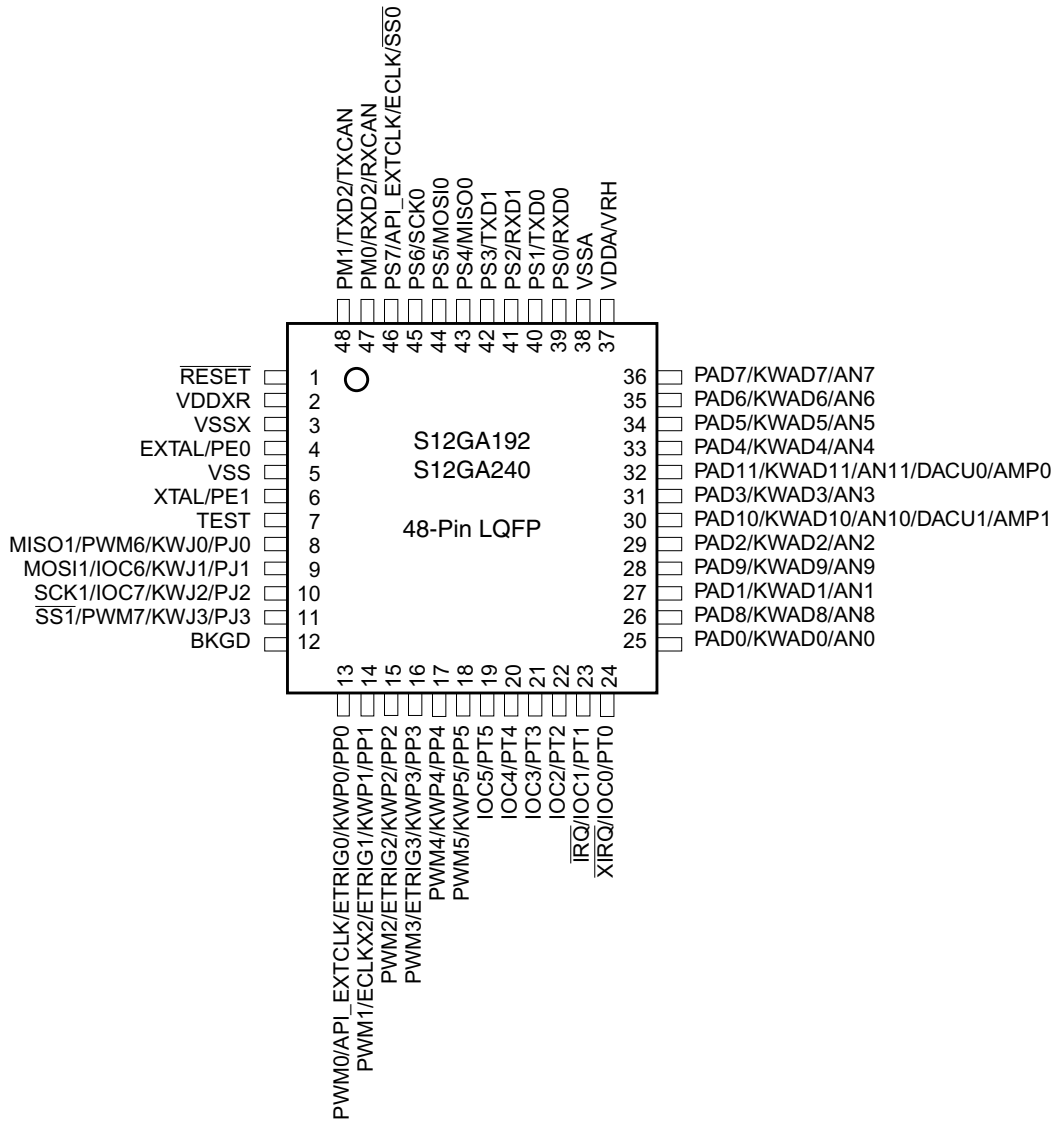 PM1/TXD2/TXCAN
PM0/RXD2/RXCAN
PS7/API_EXTCLK/ECLK/SS0
PS6/SCK0
PS5/MOSI0
PS4/MISO0
PS3/TXD1
PS2/RXD1
PS1/TXD0
PS0/RXD0
VSSA
VDDA/VRH
48
47
46
45
44
43
42
41
40
39
38
37
RESET 1
VDDXR 2
VSSX 3
EXTAL/PE0 4
VSS 5
XTAL/PE1 6
TEST 7
MISO1/PWM6/KWJ0/PJ0 8
MOSI1/IOC6/KWJ1/PJ1 9
SCK1/IOC7/KWJ2/PJ2 10
SS1/PWM7/KWJ3/PJ3 11
BKGD 12
S12GA192
S12GA240
48-Pin LQFP
36 PAD7/KWAD7/AN7
35 PAD6/KWAD6/AN6
34 PAD5/KWAD5/AN5
33 PAD4/KWAD4/AN4
32 PAD11/KWAD11/AN11/DACU0/AMP0
31 PAD3/KWAD3/AN3
30 PAD10/KWAD10/AN10/DACU1/AMP1
29 PAD2/KWAD2/AN2
28 PAD9/KWAD9/AN9
27 PAD1/KWAD1/AN1
26 PAD8/KWAD8/AN8
25 PAD0/KWAD0/AN0
13
14
15
16
17
18
19
20
21
22
23
24
PWM0/API_EXTCLK/ETRIG0/KWP0/PP0
PWM1/ECLKX2/ETRIG1/KWP1/PP1
PWM2/ETRIG2/KWP2/PP2
PWM3/ETRIG3/KWP3/PP3
PWM4/KWP4/PP4
PWM5/KWP5/PP5
IOC5/PT5
IOC4/PT4
IOC3/PT3
IOC2/PT2
IRQ/IOC1/PT1
XIRQ/IOC0/PT0